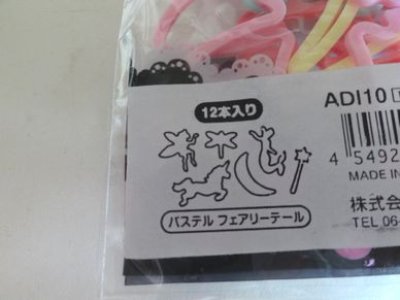 12本入り
ADI10
4 5492
MADE IN
パステル フェアリーテール
株式会
TEL 06-